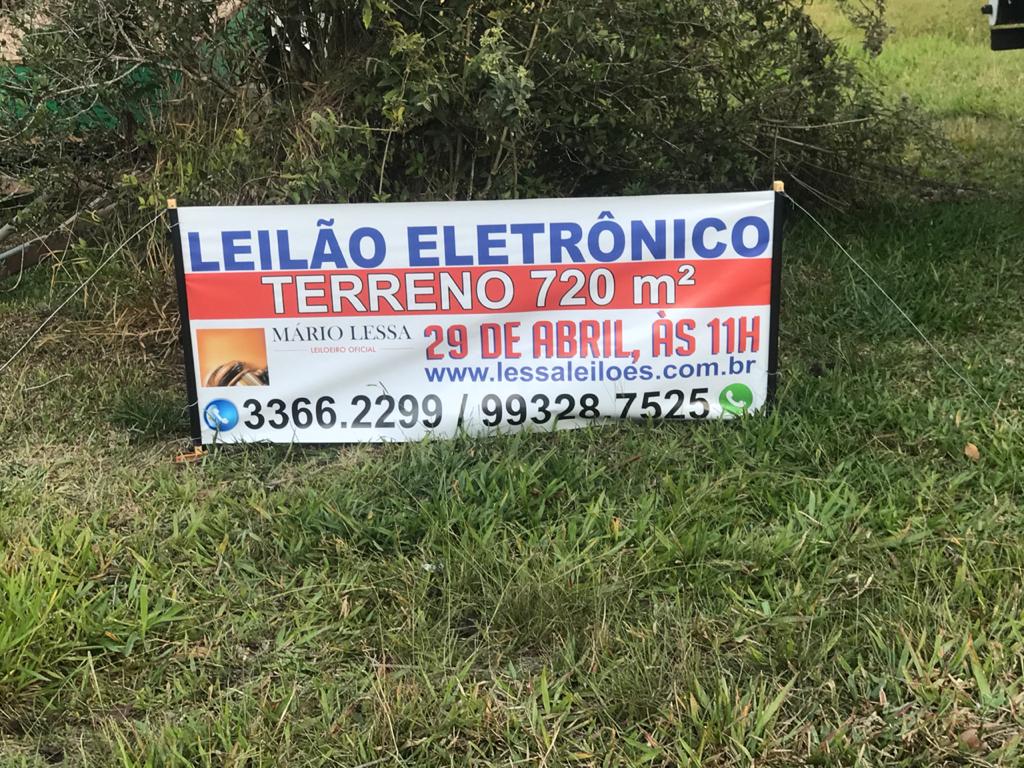 LEILÃO ELETRÔNICO
TERRENO 720 m²
MÁRIO LESSA
LEILOEIRO OFICIAL
29 DE ABRIL, ÀS 11H
www.lessaleiloes.com.br
3366.2299 / 99328.7525